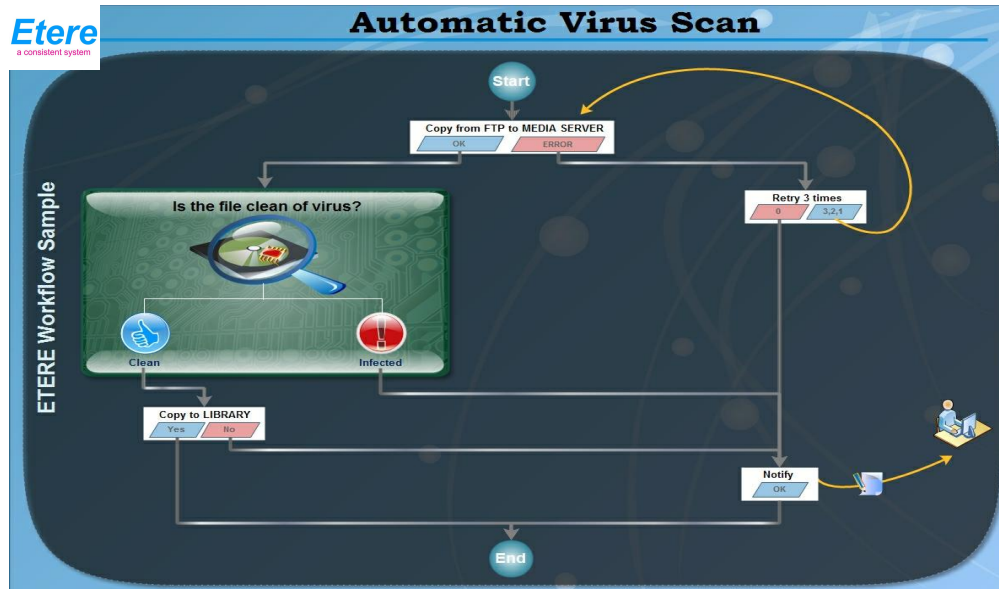 Etere
a consistent system
Automatic Virus Scan
ETERE Workflow Sample
Start
Copy from FTP to MEDIA SERVER
OK
ERROR
Is the file clean of virus?
Retry 3 times
0
3,2,1
Clean
Infected
Copy to LIBRARY
Yes
No
Notify
OK
End